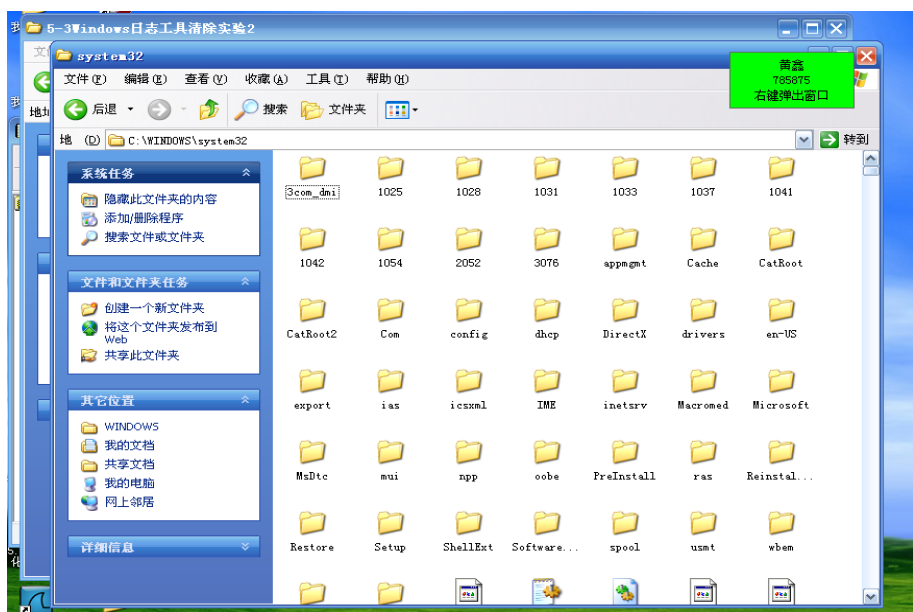 5-3Windows日志工具清除实验2
system32
黄鑫
785875
右键弹出窗口
文件(F) 编辑(E) 查看(V) 收藏(A) 工具(T) 帮助(H)
后退 搜索 文件夹
地 (D) C:\WINDOWS\system32 转到
系统任务
隐藏此文件夹的内容
添加/删除程序
搜索文件或文件夹
文件和文件夹任务
创建一个新文件夹
将这个文件夹发布到
Web
共享此文件夹
其它位置
WINDOWS
我的文档
共享文档
我的电脑
网上邻居
详细信息
3com_dmi 1025 1028 1031 1033 1037 1041
1042 1054 2052 3076 appmgmt Cache CatRoot
CatRoot2 Com config dhcp DirectX drivers en-US
export ias icsxml IME inetsrv Macromed Microsoft
MsDtc mui npp oobe PreInstall ras Reinstal...
Restore Setup ShellExt Software... spool usmt wbem